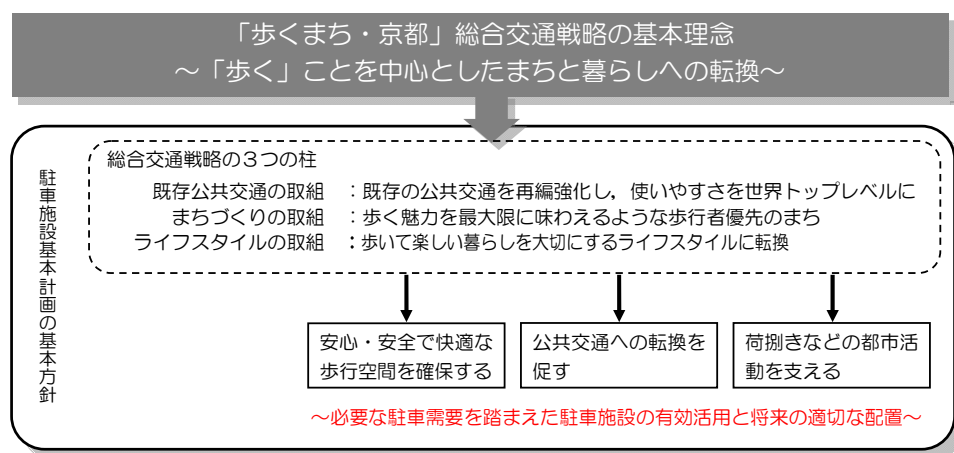 「歩くまち・京都」総合交通戦略の基本理念
～「歩く」ことを中心としたまちと暮らしへの転換～
駐車施設基本計画の基本方針
総合交通戦略の3つの柱
既存公共交通の取組 ：既存の公共交通を再編強化し，使いやすさを世界トップレベルに
まちづくりの取組 ：歩く魅力を最大限に味わえるような歩行者優先のまち
ライフスタイルの取組 ：歩いて楽しい暮らしを大切にするライフスタイルに転換
安心・安全で快適な
歩行空間を確保する
公共交通への転換を
促す
荷捌きなどの都市活
動を支える
～必要な駐車需要を踏まえた駐車施設の有効活用と将来の適切な配置～